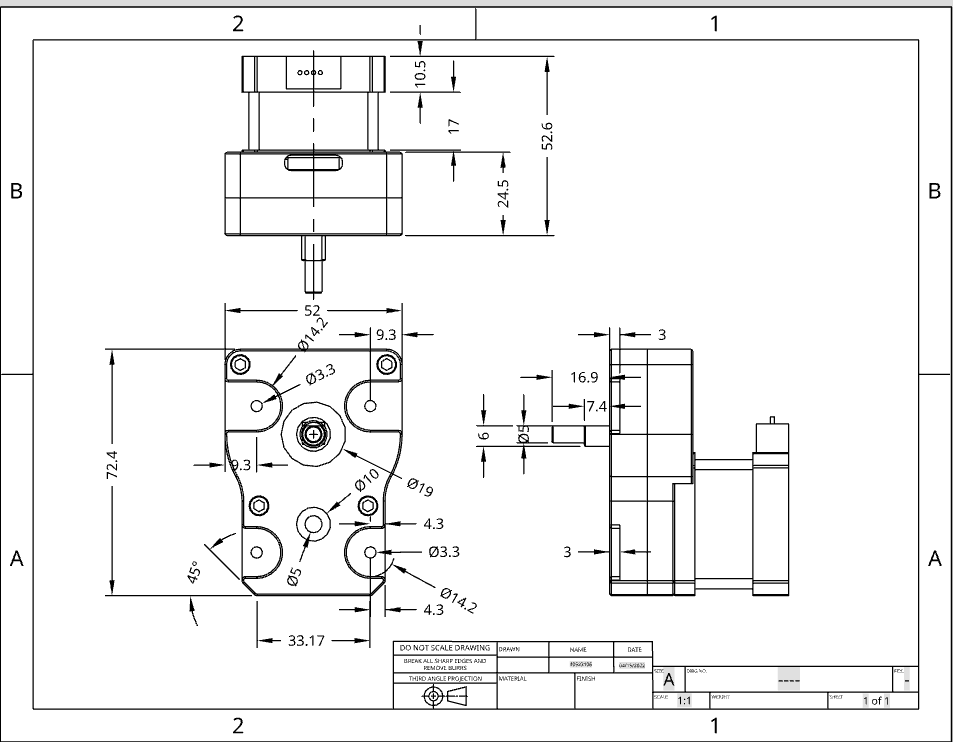 2 1
10.5
17
52.6
24.5
B B
52
Ø14.2
9.3
3
Ø3.3
16.9
7.4
6
Ø5
72.4
9.3
Ø10
Ø19
4.3
3
Ø3.3
A A
45°
Ø5
Ø14.2
4.3
33.17
DO NOT SCALE DRAWING
BREAK ALL SHARP EDGES AND
REMOVE BURRS
THIRD ANGLE PROJECTION
DRAWN
NAME
DATE
MATERIAL
FINISH
SIZE
A
DWG NO.
----
REV.
-
SCALE
1:1
WEIGHT
SHEET
1 of 1
2 1